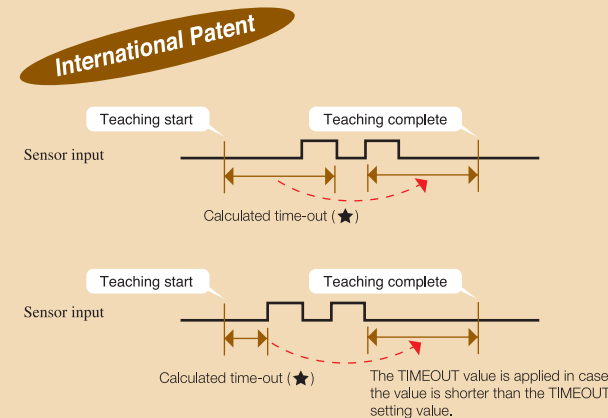 International Patent
Teaching start
Teaching complete
Sensor input
Calculated time-out (★)
Teaching start
Teaching complete
Sensor input
Calculated time-out (★)
The TIMEOUT value is applied in case
the value is shorter than the TIMEOUT
setting value.